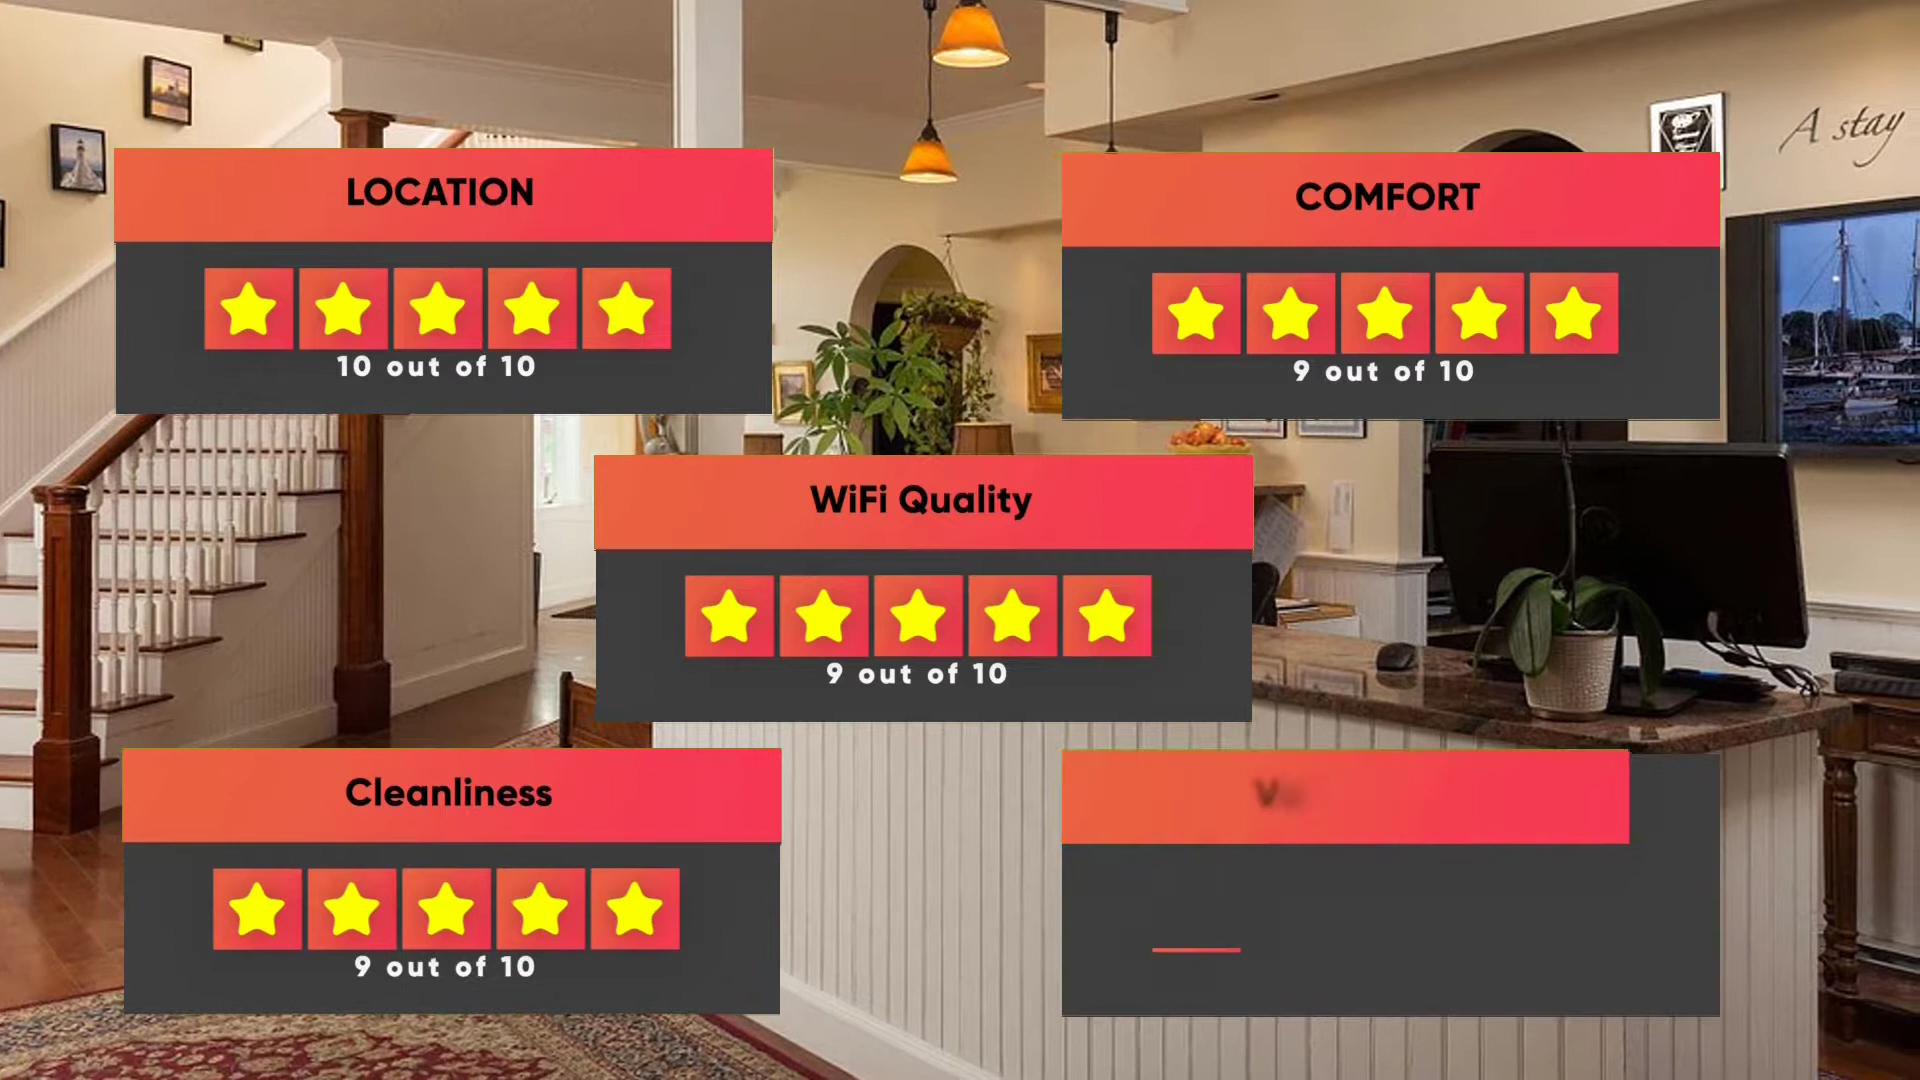 A stay
LOCATION
10 out of 10
COMFORT
9 out of 10
WiFi Quality
9 out of 10
Cleanliness
9 out of 10